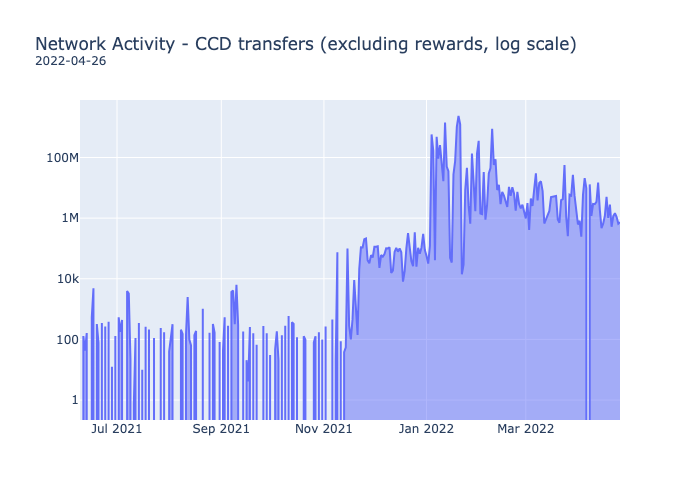 Network Activity - CCD transfers (excluding rewards, log scale)
2022-04-26
100M
1M
10k
100
1
Jul 2021
Sep 2021
Nov 2021
Jan 2022
Mar 2022